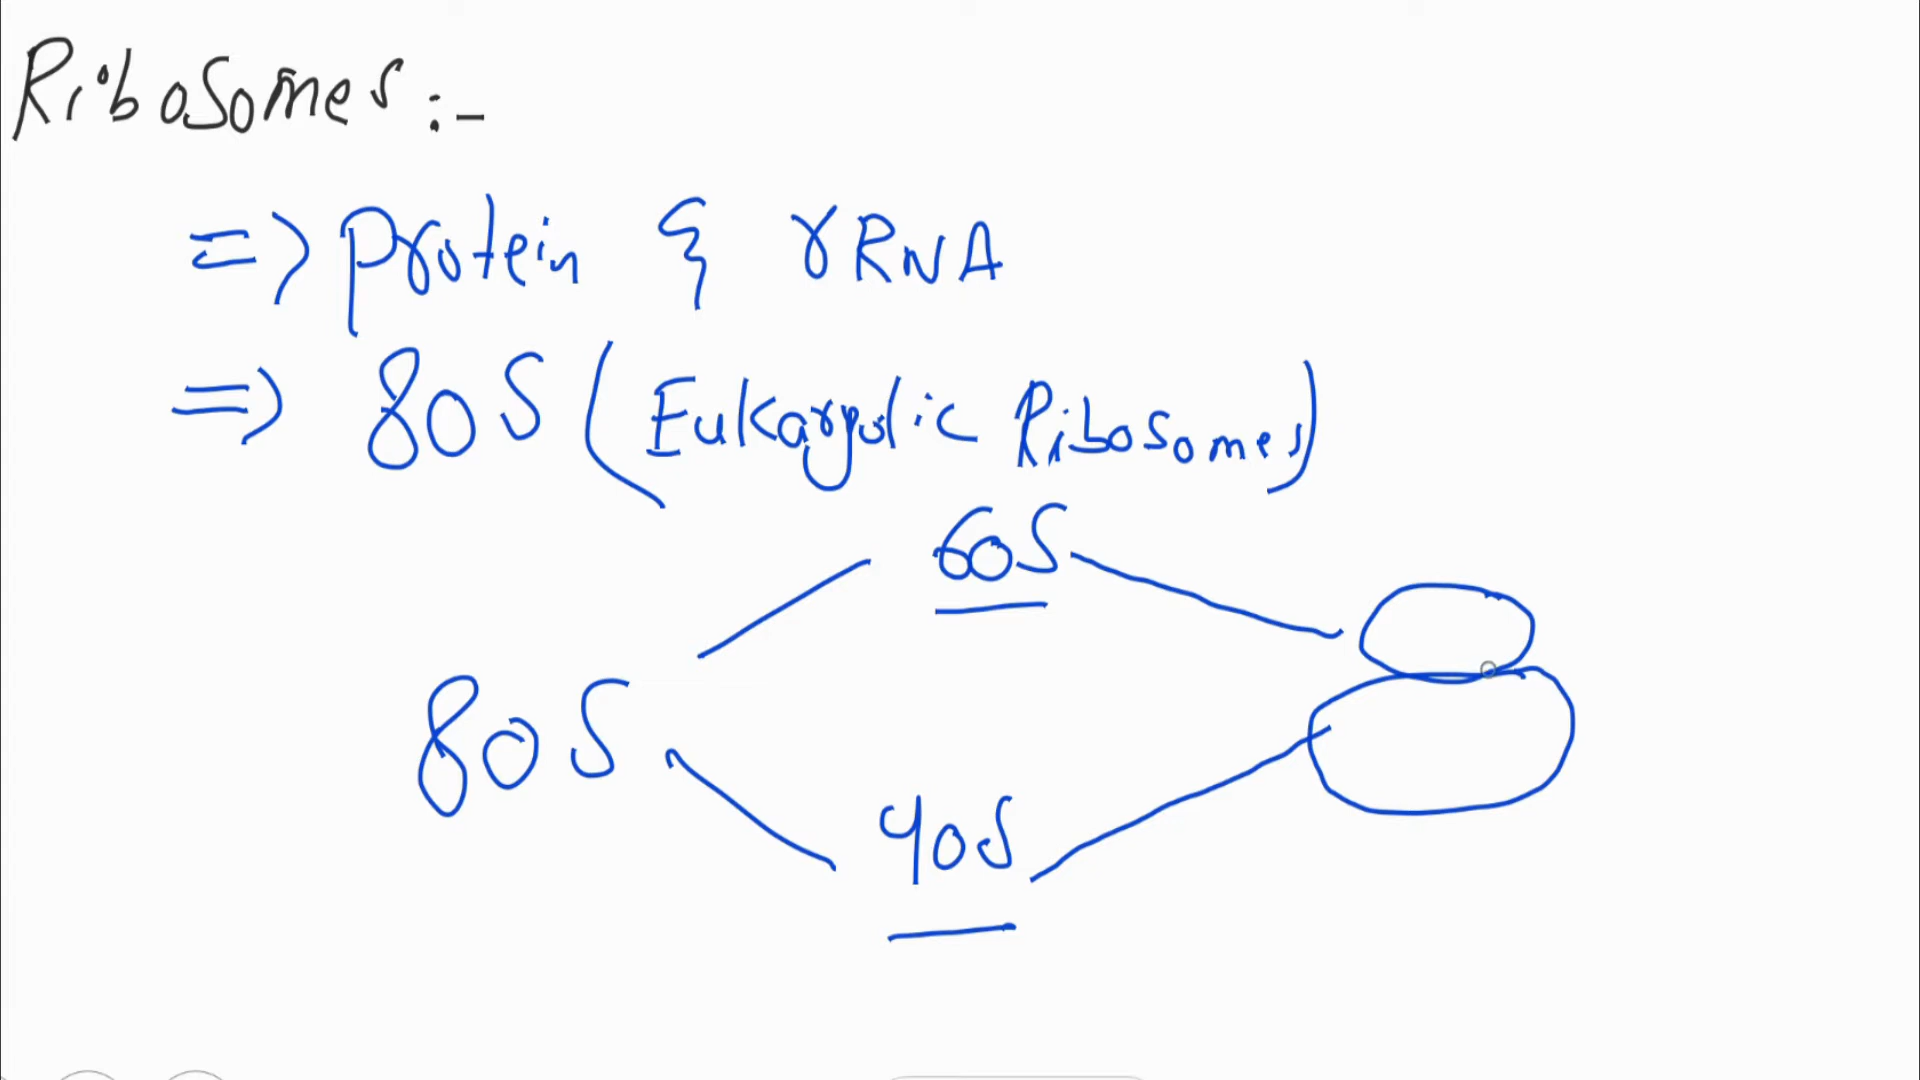 Ribosomes :-
=> Protein & rRNA
=> 80S (Eukaryotic Ribosomes)
60S
80S
40S